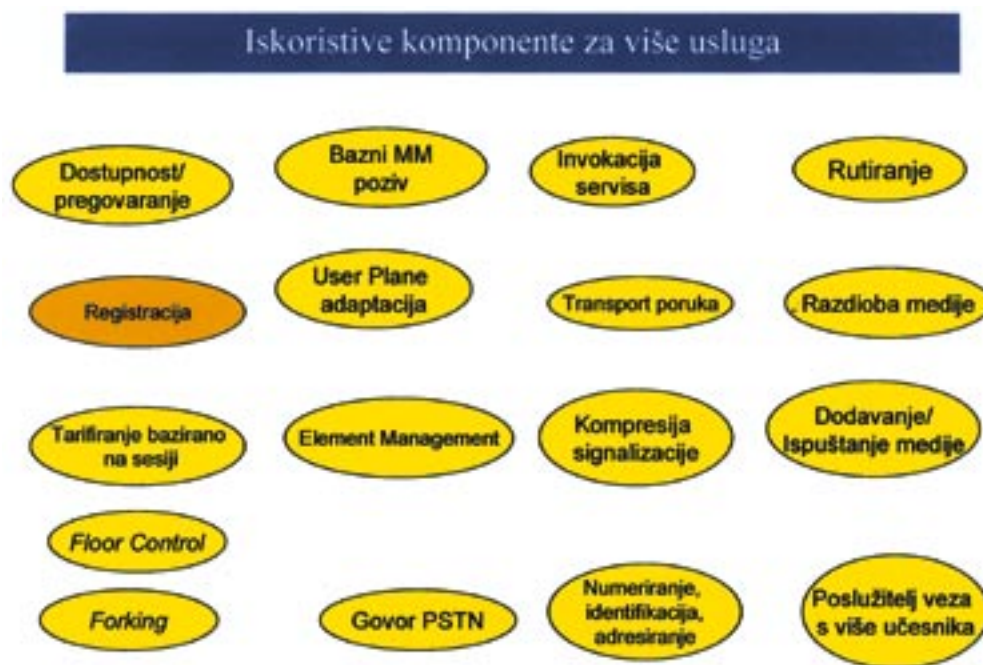 Iskoristive komponente za više usluga
Dostupnost/
pregovaranje
Bazni MM
poziv
Invokacija
servisa
Rutiranje
Registracija
User Plane
adaptacija
Transport poruka
. Razdioba medije
Tarifiranje bazirano
na sesiji
Element Management
Kompresija
signalizacije
Dodavanje/
Ispuštanje medije
Floor Control
Forking
Govor PSTN
Numeriranje,
identifikacija,
adresiranje
Poslužitelj veza
s više učesnika